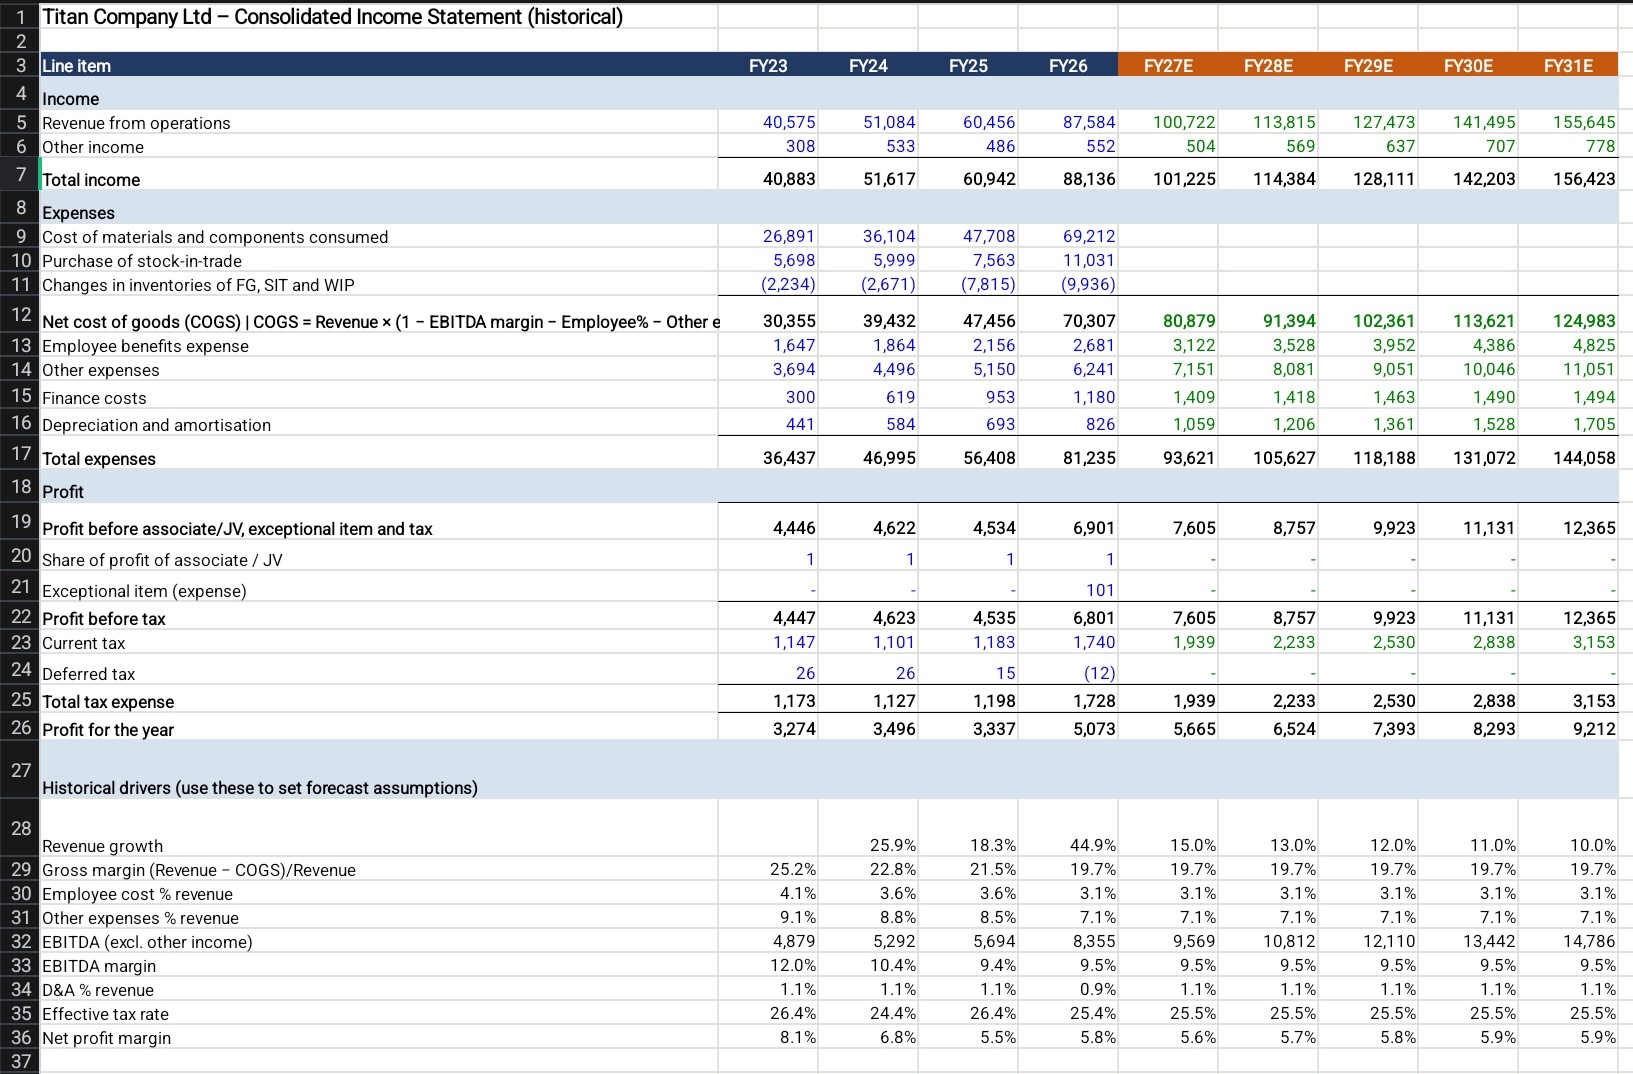 1 Titan Company Ltd – Consolidated Income Statement (historical)
2
3 Line item FY23 FY24 FY25 FY26 FY27E FY28E FY29E FY30E FY31E
4 Income
5 Revenue from operations 40,575 51,084 60,456 87,584 100,722 113,815 127,473 141,495 155,645
6 Other income 308 533 486 552 504 569 637 707 778
7 Total income 40,883 51,617 60,942 88,136 101,225 114,384 128,111 142,203 156,423
8 Expenses
9 Cost of materials and components consumed 26,891 36,104 47,708 69,212
10 Purchase of stock-in-trade 5,698 5,999 7,563 11,031
11 Changes in inventories of FG, SIT and WIP (2,234) (2,671) (7,815) (9,936)
12 Net cost of goods (COGS) | COGS = Revenue × (1 − EBITDA margin − Employee% − Other e 30,355 39,432 47,456 70,307 80,879 91,394 102,361 113,621 124,983
13 Employee benefits expense 1,647 1,864 2,156 2,681 3,122 3,528 3,952 4,386 4,825
14 Other expenses 3,694 4,496 5,150 6,241 7,151 8,081 9,051 10,046 11,051
15 Finance costs 300 619 953 1,180 1,409 1,418 1,463 1,490 1,494
16 Depreciation and amortisation 441 584 693 826 1,059 1,206 1,361 1,528 1,705
17 Total expenses 36,437 46,995 56,408 81,235 93,621 105,627 118,188 131,072 144,058
18 Profit
19 Profit before associate/JV, exceptional item and tax 4,446 4,622 4,534 6,901 7,605 8,757 9,923 11,131 12,365
20 Share of profit of associate / JV 1 1 1 1 - - - - -
21 Exceptional item (expense) - - - 101 - - - - -
22 Profit before tax 4,447 4,623 4,535 6,801 7,605 8,757 9,923 11,131 12,365
23 Current tax 1,147 1,101 1,183 1,740 1,939 2,233 2,530 2,838 3,153
24 Deferred tax 26 26 15 (12) - - - - -
25 Total tax expense 1,173 1,127 1,198 1,728 1,939 2,233 2,530 2,838 3,153
26 Profit for the year 3,274 3,496 3,337 5,073 5,665 6,524 7,393 8,293 9,212
27 Historical drivers (use these to set forecast assumptions)
28 Revenue growth 25.9% 18.3% 44.9% 15.0% 13.0% 12.0% 11.0% 10.0%
29 Gross margin (Revenue − COGS)/Revenue 25.2% 22.8% 21.5% 19.7% 19.7% 19.7% 19.7% 19.7% 19.7%
30 Employee cost % revenue 4.1% 3.6% 3.6% 3.1% 3.1% 3.1% 3.1% 3.1% 3.1%
31 Other expenses % revenue 9.1% 8.8% 8.5% 7.1% 7.1% 7.1% 7.1% 7.1% 7.1%
32 EBITDA (excl. other income) 4,879 5,292 5,694 8,355 9,569 10,812 12,110 13,442 14,786
33 EBITDA margin 12.0% 10.4% 9.4% 9.5% 9.5% 9.5% 9.5% 9.5% 9.5%
34 D&A % revenue 1.1% 1.1% 1.1% 0.9% 1.1% 1.1% 1.1% 1.1% 1.1%
35 Effective tax rate 26.4% 24.4% 26.4% 25.4% 25.5% 25.5% 25.5% 25.5% 25.5%
36 Net profit margin 8.1% 6.8% 5.5% 5.8% 5.6% 5.7% 5.8% 5.9% 5.9%
37